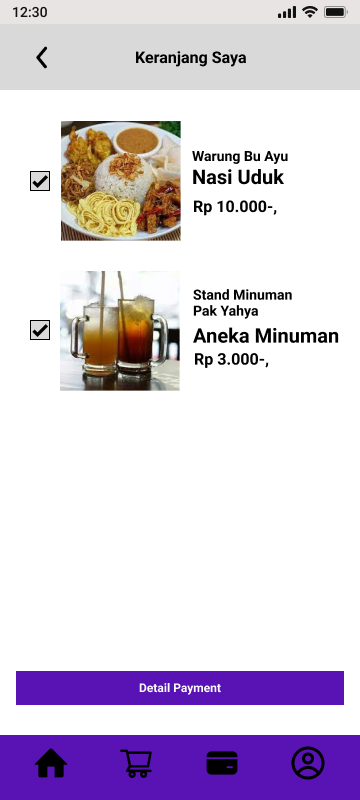 12:30
Keranjang Saya
Warung Bu Ayu
Nasi Uduk
Rp 10.000-,
Stand Minuman
Pak Yahya
Aneka Minuman
Rp 3.000-,
Detail Payment